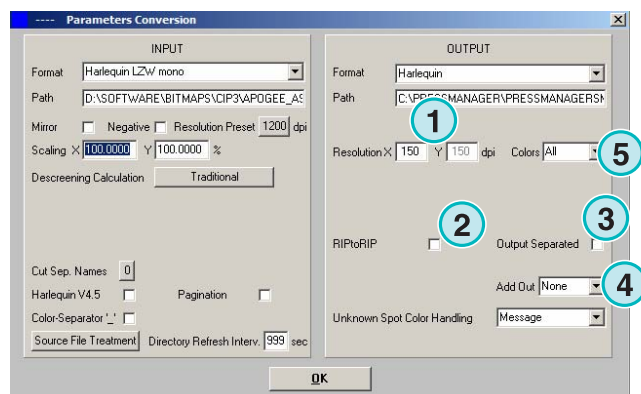 ---- Parameters Conversion
INPUT
Format Harlequin LZW mono
Path D:\SOFTWARE\BITMAPS\CIP3\APOGEE_AS
Mirror Negative Resolution Preset 1200 dpi
Scaling X 100.0000 Y 100.0000 %
Descreening Calculation Traditional
Cut Sep. Names 0
Harlequin V4.5 Pagination
Color-Separator '_'
Source File Treatment Directory Refresh Interv. 999 sec
OUTPUT
Format Harlequin
Path C:\PRESSMANAGER\PRESSMANAGERSN
1
Resolution X 150 Y 150 dpi Colors All 5
2 3
RIPtoRIP Output Separated
Add Out None 4
Unknown Spot Color Handling Message
OK